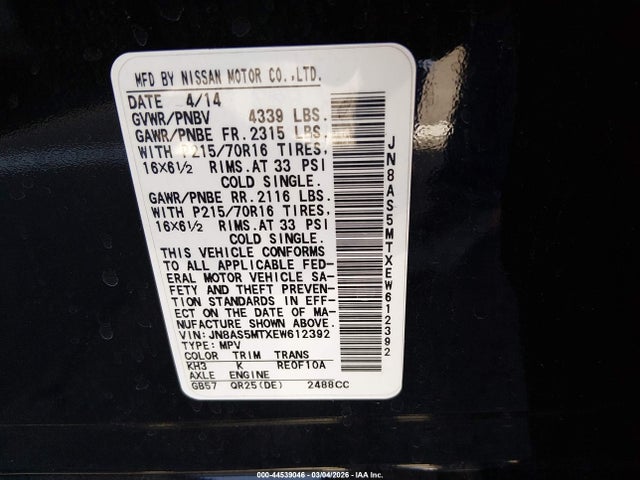 MFD BY NISSAN MOTOR CO.,LTD.
DATE 4/14
GVWR/PNBV 4339 LBS.
GAWR/PNBE FR. 2315 LBS.
WITH P215/70R16 TIRES,
16X6½ RIMS.AT 33 PSI
COLD SINGLE.
GAWR/PNBE RR. 2116 LBS.
WITH P215/70R16 TIRES,
16X6½ RIMS.AT 33 PSI
COLD SINGLE.
THIS VEHICLE CONFORMS
TO ALL APPLICABLE FED-
ERAL MOTOR VEHICLE SA-
FETY AND THEFT PREVEN-
TION STANDARDS IN EFF-
ECT ON THE DATE OF MA-
NUFACTURE SHOWN ABOVE.
VIN:JN8AS5MTXEW612392
TYPE:MPV
COLOR TRIM TRANS
KH3 K RE0F10A
AXLE ENGINE
GB57 QR25(DE) 2488CC
JN8AS5MTXEW612392
000-44539046 - 03/04/2026 - IAA Inc.